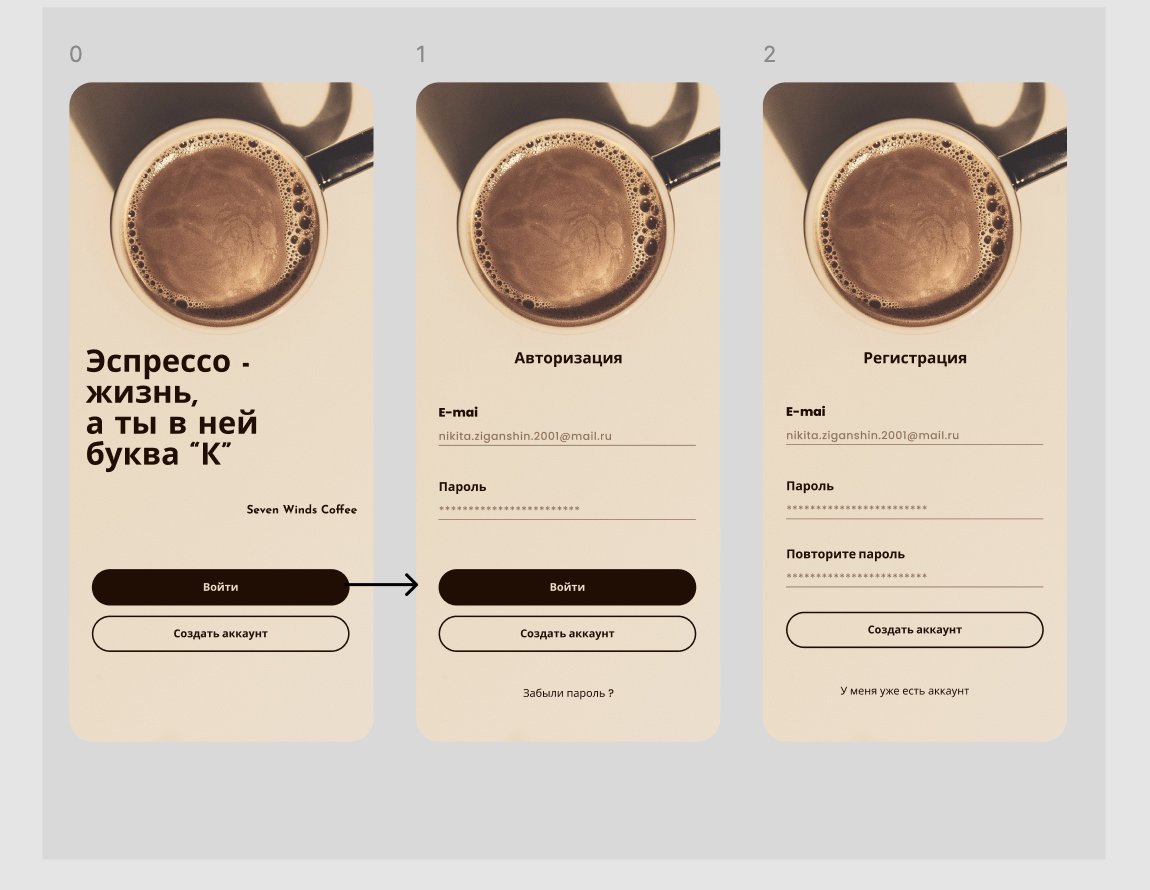 0
Эспрессо -
жизнь,
а ты в ней
буква “К”
Seven Winds Coffee
Войти
Создать аккаунт
1
Авторизация
E-mai
nikita.ziganshin.2001@mail.ru
Пароль
************************
Войти
Создать аккаунт
Забыли пароль ?
2
Регистрация
E-mai
nikita.ziganshin.2001@mail.ru
Пароль
************************
Повторите пароль
************************
Создать аккаунт
У меня уже есть аккаунт